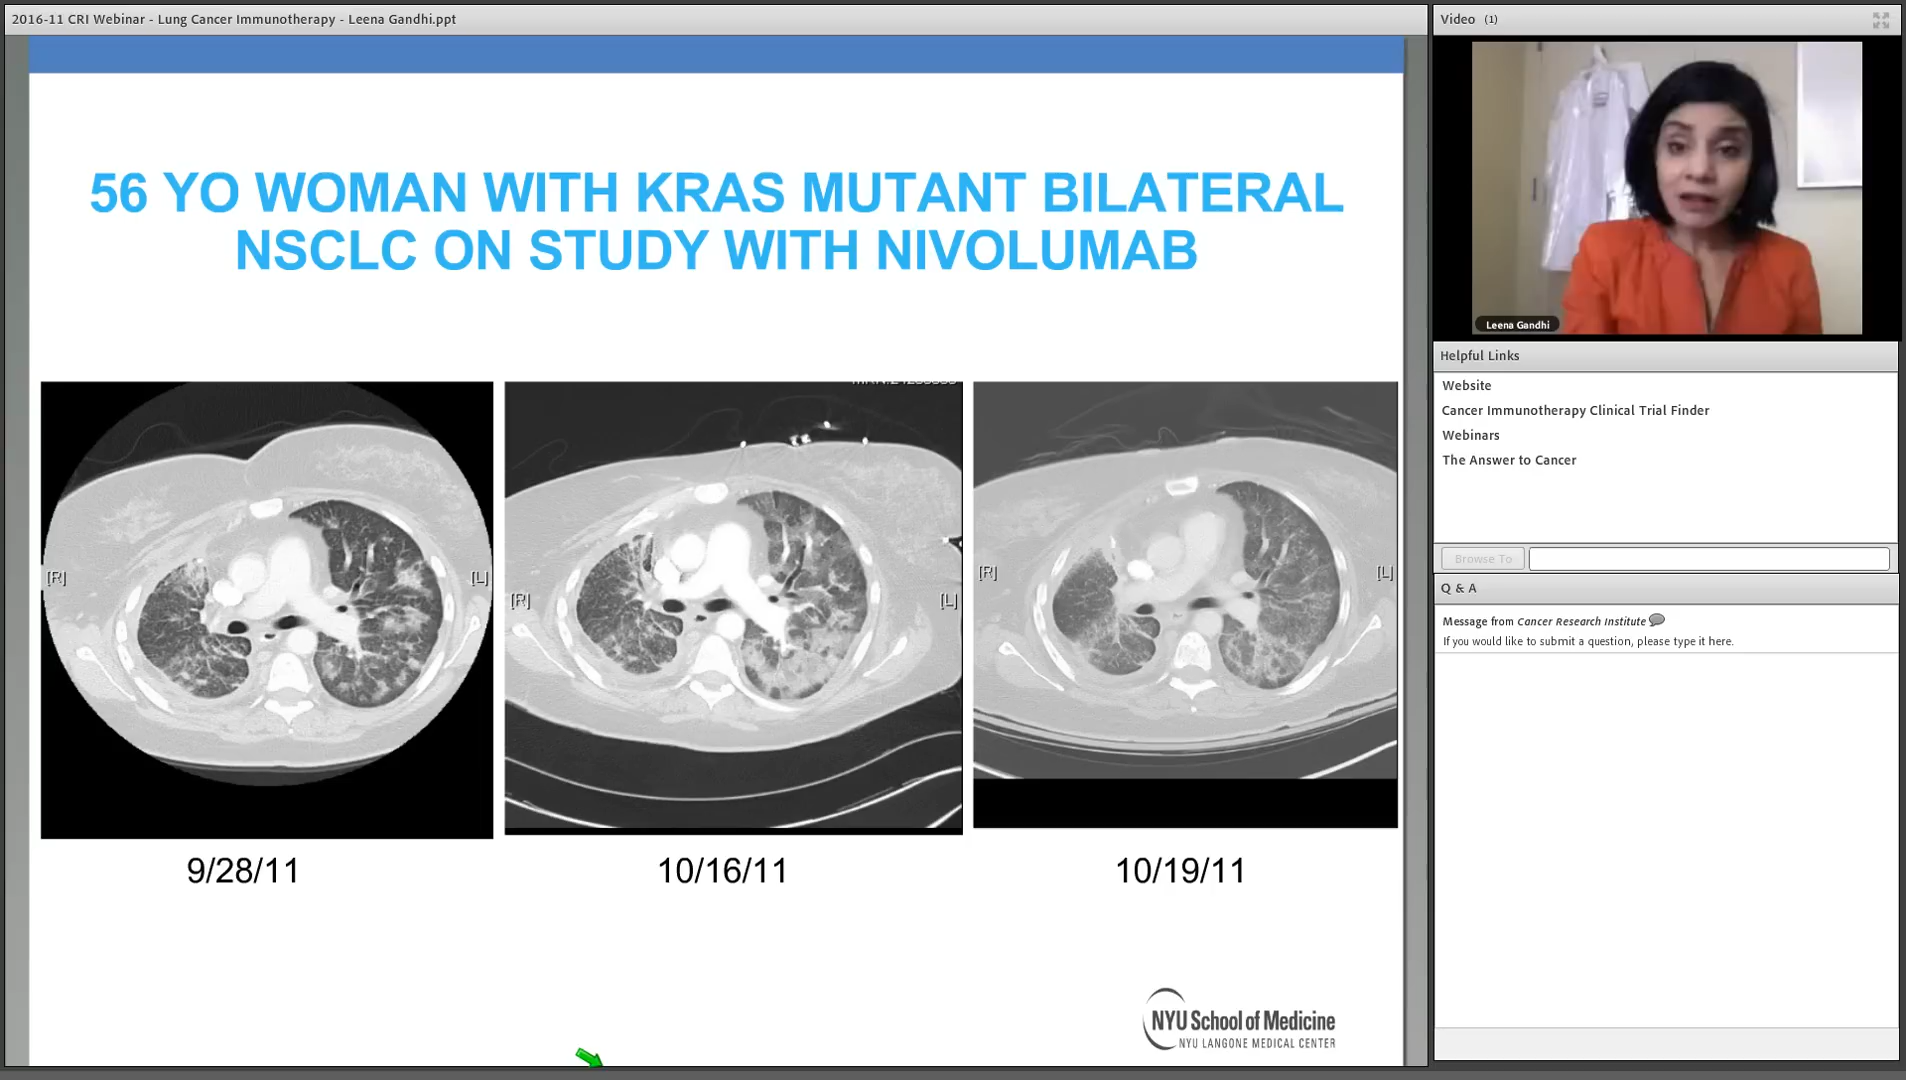 2016-11 CRI Webinar - Lung Cancer Immunotherapy - Leena Gandhi.ppt
56 YO WOMAN WITH KRAS MUTANT BILATERAL
NSCLC ON STUDY WITH NIVOLUMAB
[R]
[L]
[R]
[L]
[R]
[L]
9/28/11
10/16/11
10/19/11
NYU School of Medicine
NYU LANGONE MEDICAL CENTER
Video (1)
Leena Gandhi
Helpful Links
Website
Cancer Immunotherapy Clinical Trial Finder
Webinars
The Answer to Cancer
Browse To
Q & A
Message from Cancer Research Institute
If you would like to submit a question, please type it here.